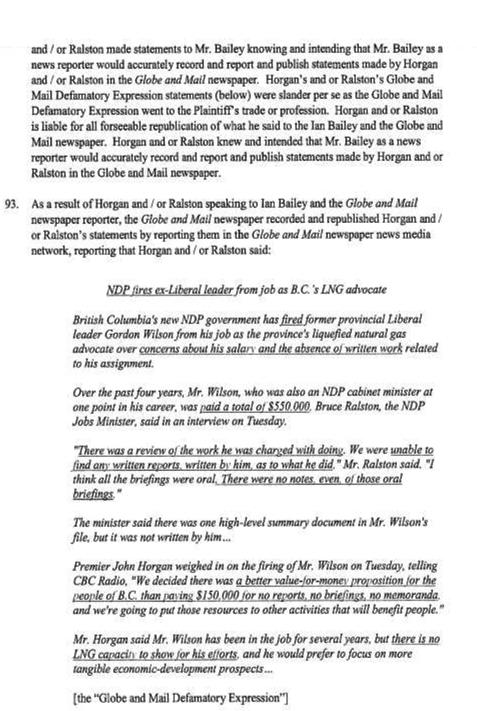 and / or Ralston made statements to Mr. Bailey knowing and intending that Mr. Bailey as a
news reporter would accurately record and report and publish statements made by Horgan
and / or Ralston in the Globe and Mail newspaper. Horgan's and or Ralston's Globe and
Mail Defamatory Expression statements (below) were slander per se as the Globe and Mail
Defamatory Expression went to the Plaintiff's trade or profession. Horgan and or Ralston
is liable for all forseeable republication of what he said to the Ian Bailey and the Globe and
Mail newspaper. Horgan and or Ralston knew and intended that Mr. Bailey as a news
reporter would accurately record and report and publish statements made by Horgan and or
Ralston in the Globe and Mail newspaper.
93. As a result of Horgan and / or Ralston speaking to Ian Bailey and the Globe and Mail
newspaper reporter, the Globe and Mail newspaper recorded and republished Horgan and /
or Ralston's statements by reporting them in the Globe and Mail newspaper news media
network, reporting that Horgan and / or Ralston said:
NDP fires ex-Liberal leader from job as B.C.'s LNG advocate
British Columbia's new NDP government has fired former provincial Liberal
leader Gordon Wilson from his job as the province's liquefied natural gas
advocate over concerns about his salary and the absence of written work related
to his assignment.
Over the past four years, Mr. Wilson, who was also an NDP cabinet minister at
one point in his career, was paid a total of $550,000, Bruce Ralston, the NDP
Jobs Minister, said in an interview on Tuesday.
"There was a review of the work he was charged with doing. We were unable to
find any written reports, written by him, as to what he did," Mr. Ralston said. "I
think all the briefings were oral. There were no notes, even, of those oral
briefings."
The minister said there was one high-level summary document in Mr. Wilson's
file, but it was not written by him...
Premier John Horgan weighed in on the firing of Mr. Wilson on Tuesday, telling
CBC Radio, "We decided there was a better value-for-money proposition for the
people of B.C. than paying $150,000 for no reports, no briefings, no memoranda,
and we're going to put those resources to other activities that will benefit people."
Mr. Horgan said Mr. Wilson has been in the job for several years, but there is no
LNG capacity to show for his efforts, and he would prefer to focus on more
tangible economic-development prospects...
[the "Globe and Mail Defamatory Expression"]